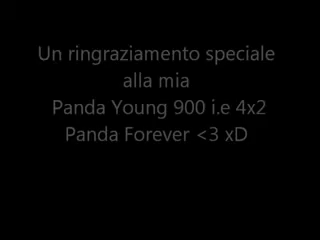 Un ringraziamento speciale
alla mia
Panda Young 900 i.e 4x2
Panda Forever <3 xD